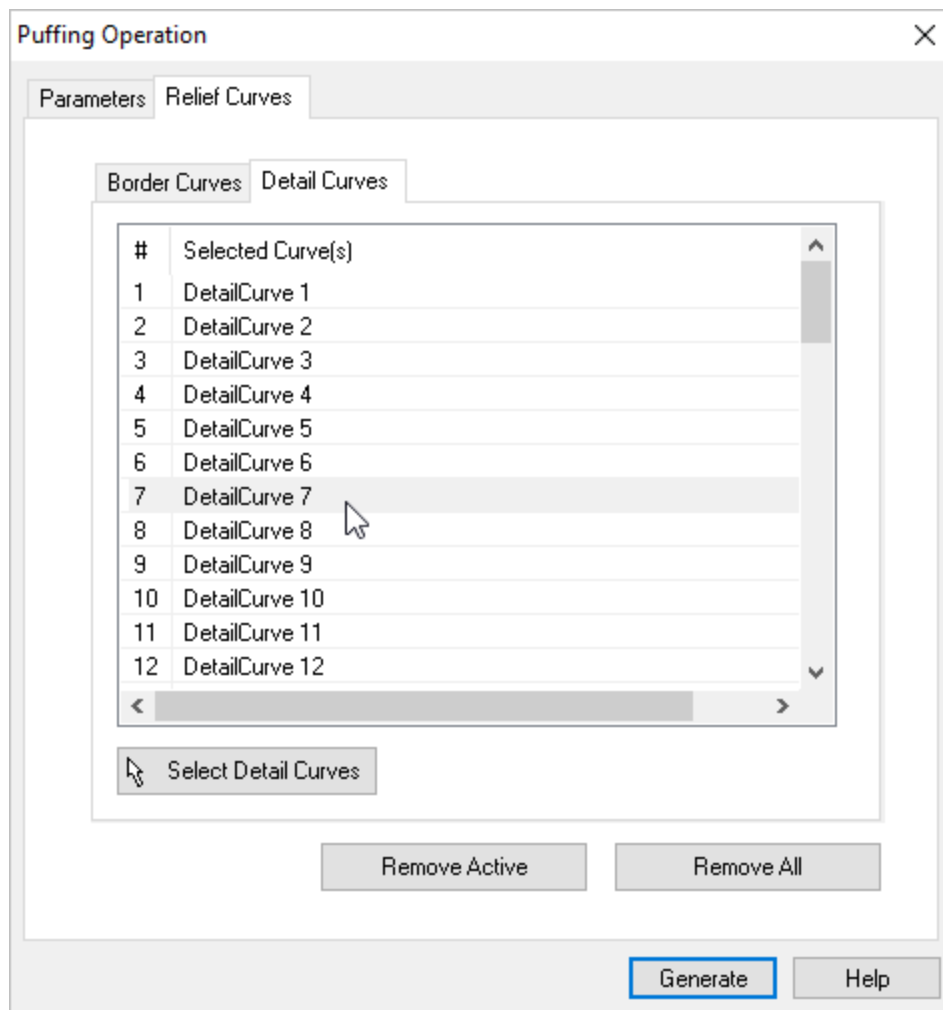 Puffing Operation
Parameters Relief Curves
Border Curves Detail Curves
# Selected Curve(s)
1 DetailCurve 1
2 DetailCurve 2
3 DetailCurve 3
4 DetailCurve 4
5 DetailCurve 5
6 DetailCurve 6
7 DetailCurve 7
8 DetailCurve 8
9 DetailCurve 9
10 DetailCurve 10
11 DetailCurve 11
12 DetailCurve 12
Select Detail Curves
Remove Active Remove All
Generate Help